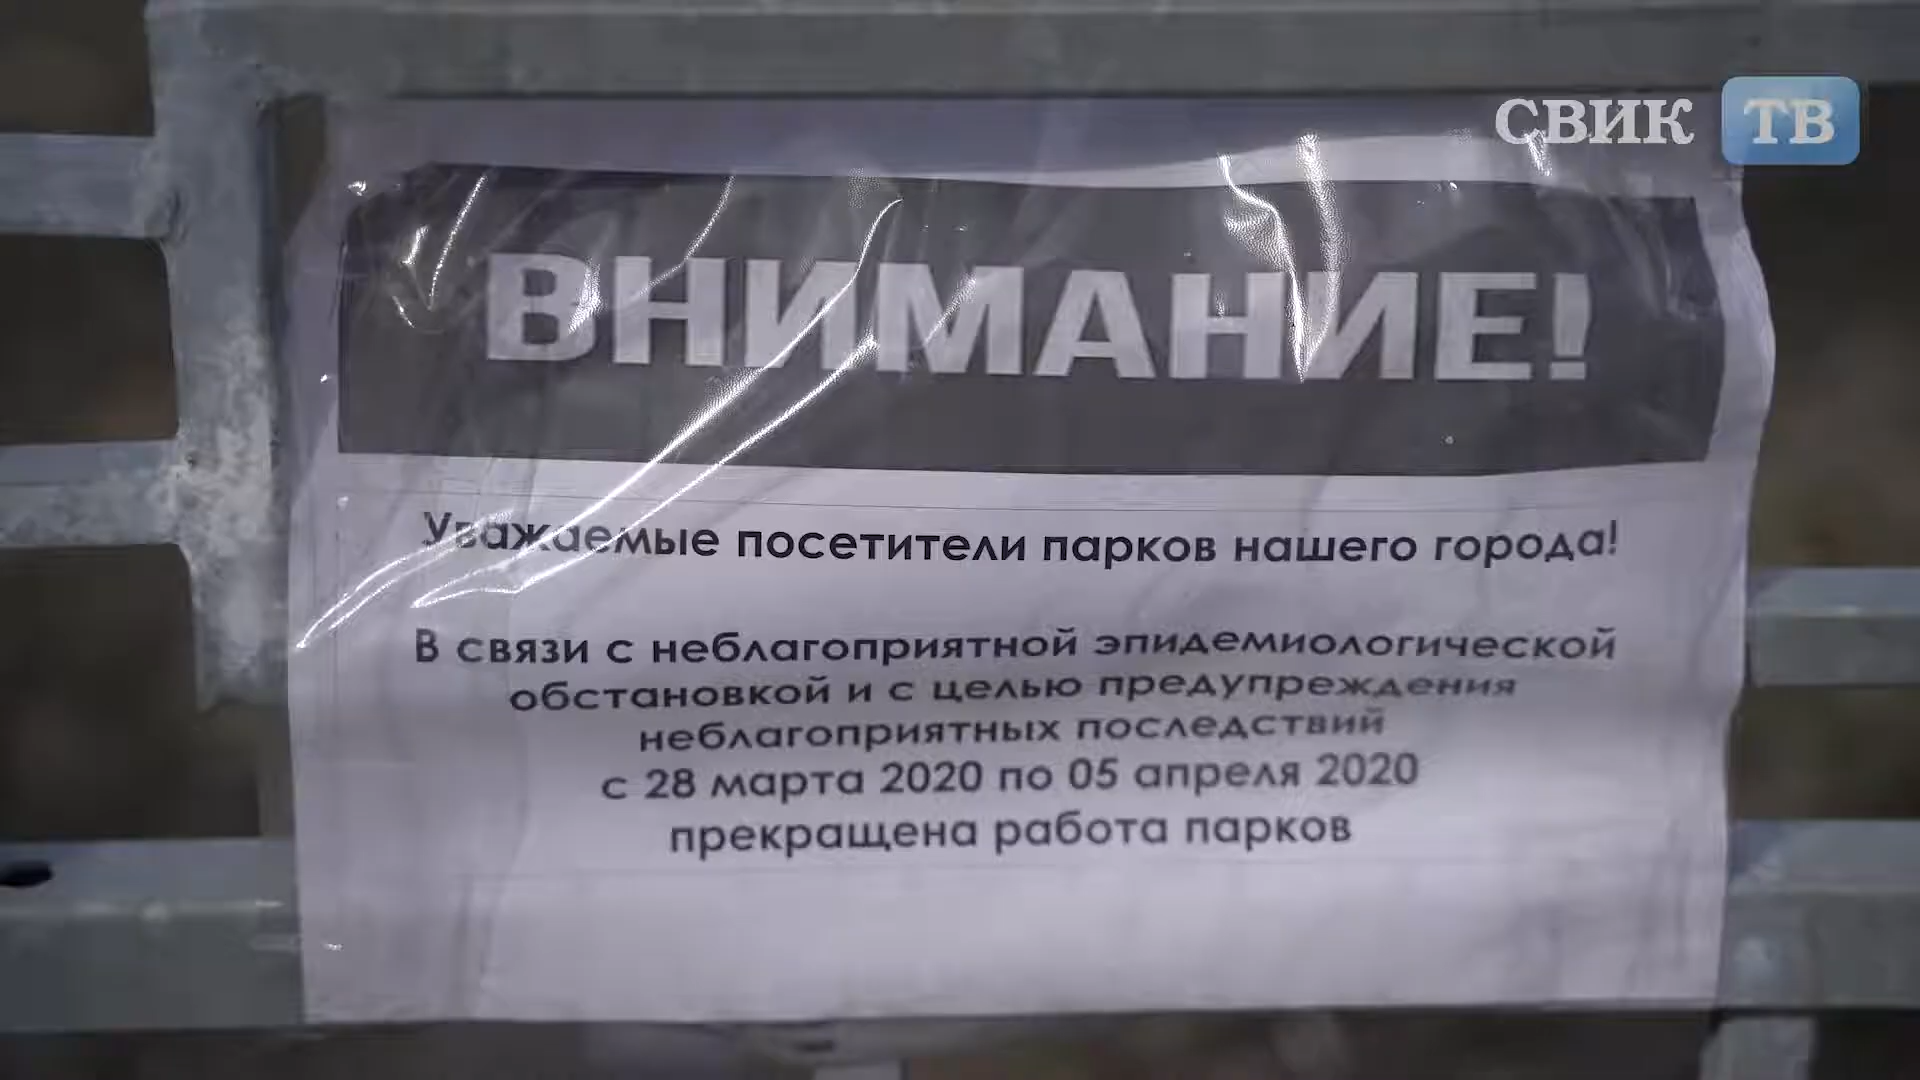 СВИК ТВ
ВНИМАНИЕ!
Уважаемые посетители парков нашего города!
В связи с неблагоприятной эпидемиологической
обстановкой и с целью предупреждения
неблагоприятных последствий
с 28 марта 2020 по 05 апреля 2020
прекращена работа парков